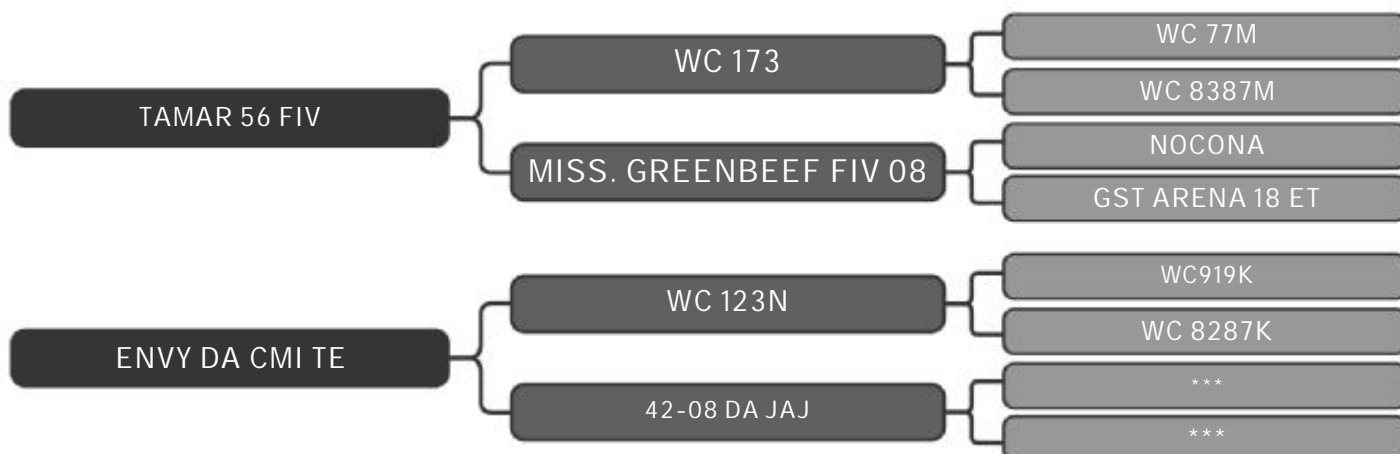 TAMAR 56 FIV
WC 173
MISS. GREENBEEF FIV 08
WC 77M
WC 8387M
NOCONA
GST ARENA 18 ET
ENVY DA CMI TE
WC 123N
42-08 DA JAJ
WC919K
WC 8287K
***
***